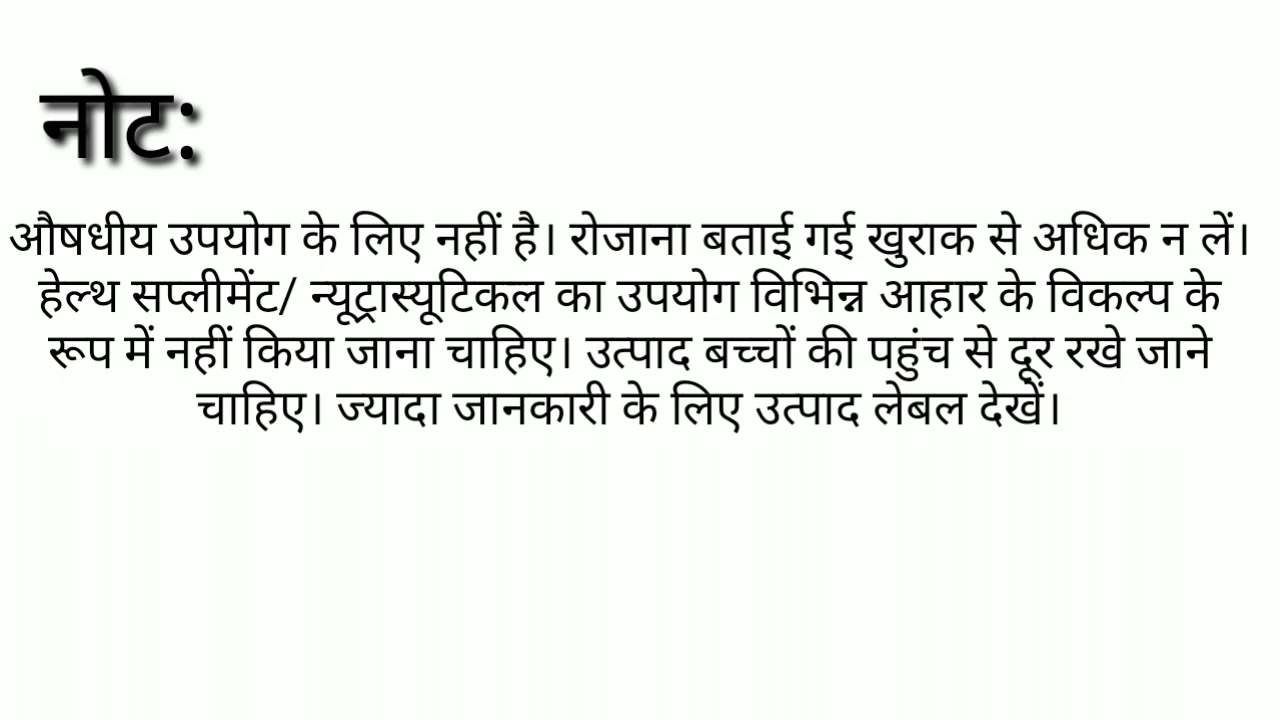 नोट:
औषधीय उपयोग के लिए नहीं है। रोजाना बताई गई खुराक से अधिक न लें।
हेल्थ सप्लीमेंट/ न्यूट्रास्यूटिकल का उपयोग विभिन्न आहार के विकल्प के
रूप में नहीं किया जाना चाहिए। उत्पाद बच्चों की पहुंच से दूर रखे जाने
चाहिए। ज्यादा जानकारी के लिए उत्पाद लेबल देखें।